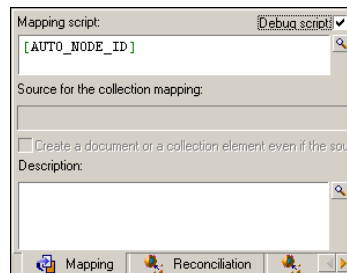 Mapping script: Debug script
[AUTO_NODE_ID]
Source for the collection mapping:
Create a document or a collection element even if the sou
Description:
Mapping Reconciliation